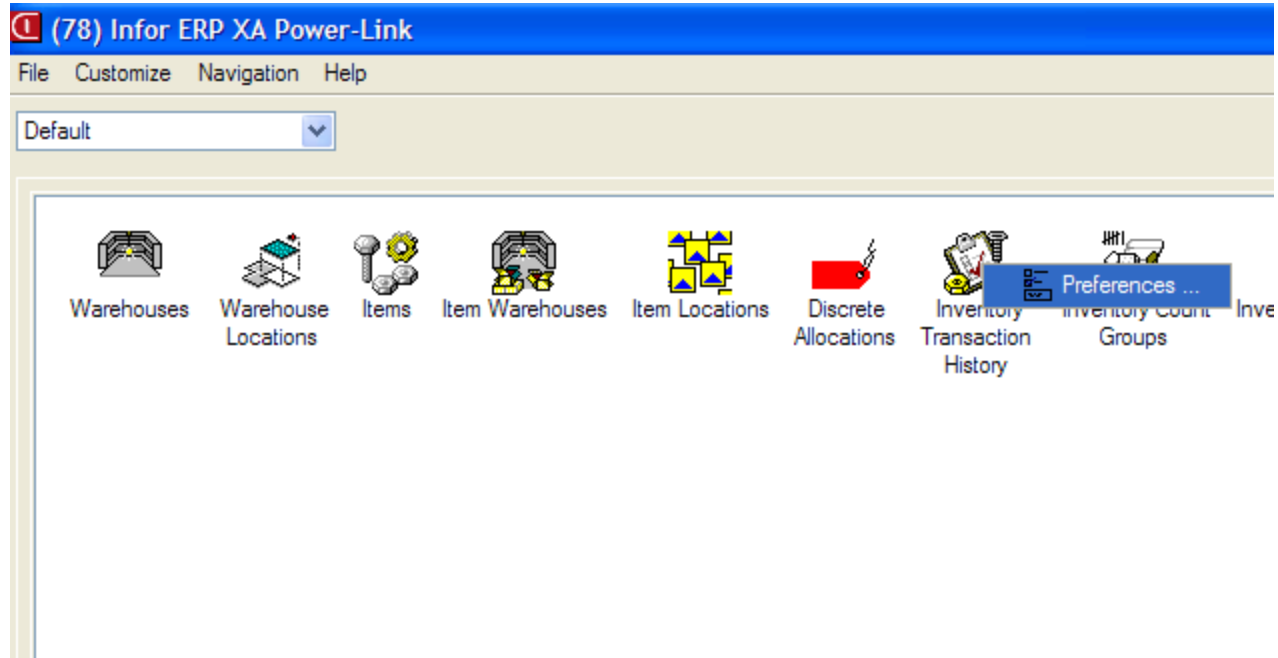 (78) Infor ERP XA Power-Link
File Customize Navigation Help
Default
Warehouses
Warehouse
Locations
Items
Item Warehouses
Item Locations
Discrete
Allocations
Inventory
Transaction
History
Preferences ...
Inventory Count
Groups
Inve